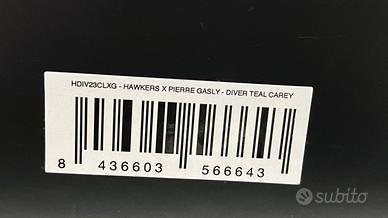 HDIV23CLXG - HAWKERS X PIERRE GASLY - DIVER TEAL CAREY
8 436603 566643
subito